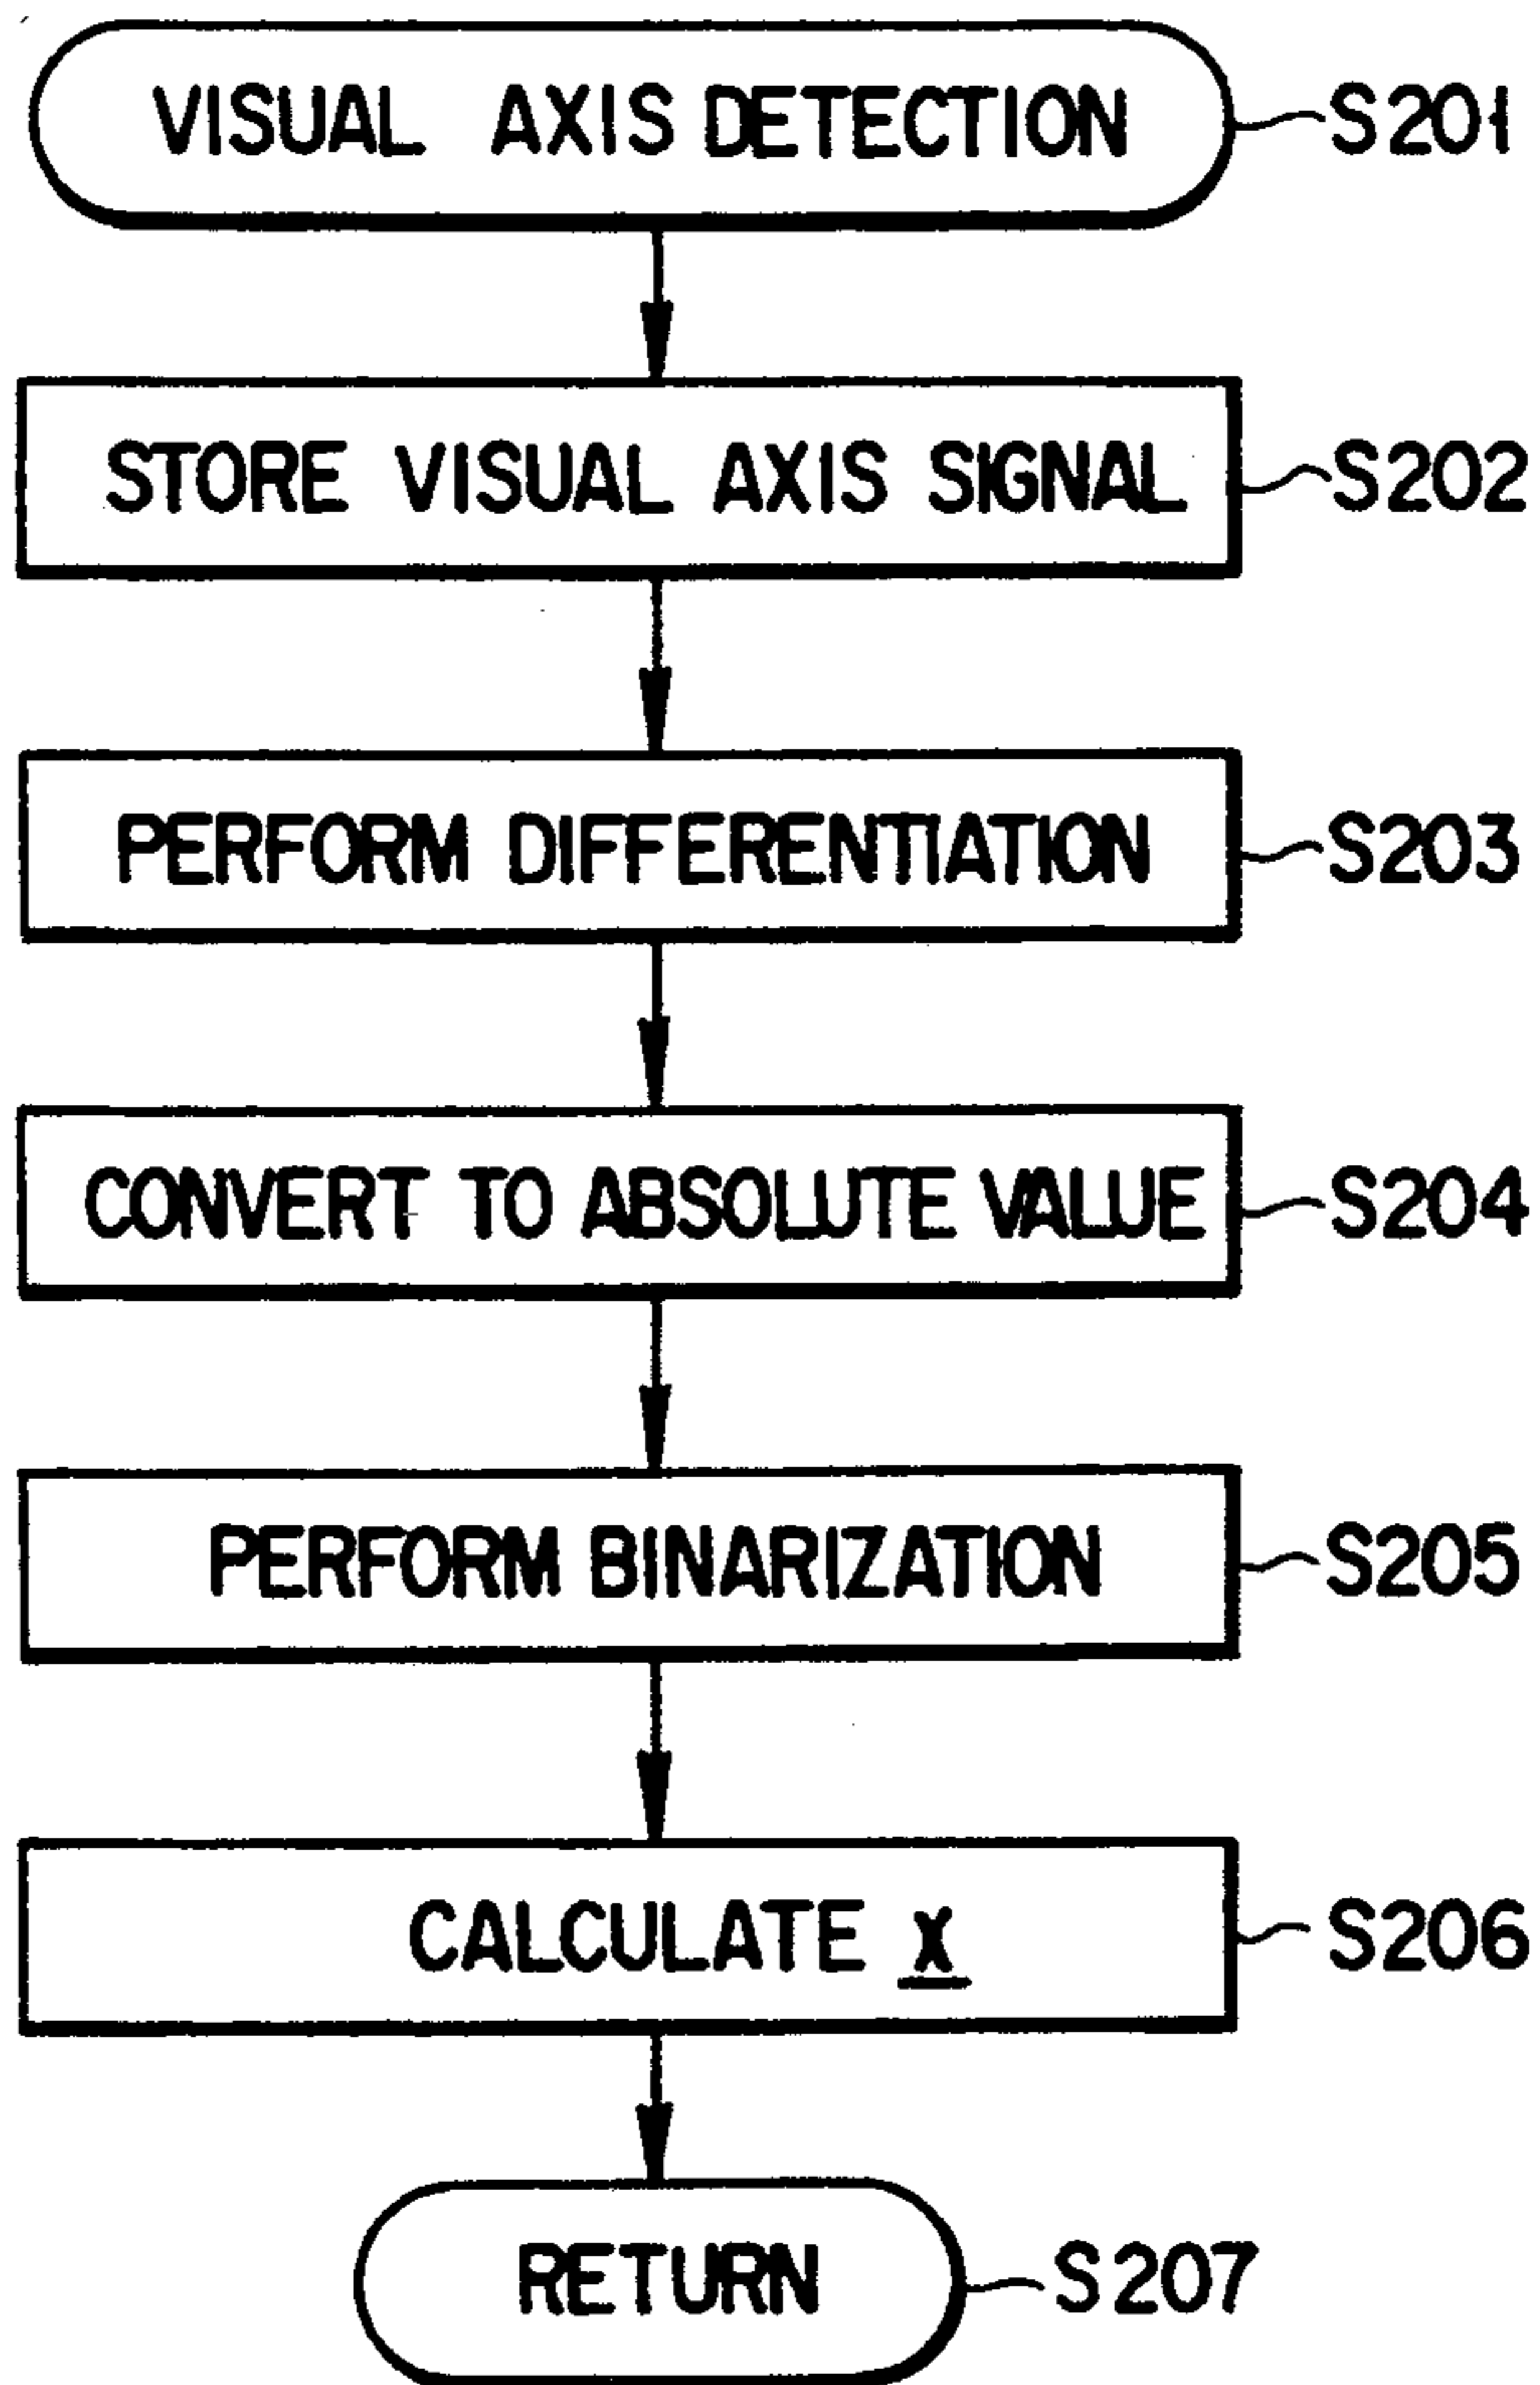 VISUAL AXIS DETECTION S201
STORE VISUAL AXIS SIGNAL S202
PERFORM DIFFERENTIATION S203
CONVERT TO ABSOLUTE VALUE S204
PERFORM BINARIZATION S205
CALCULATE X S206
RETURN S207